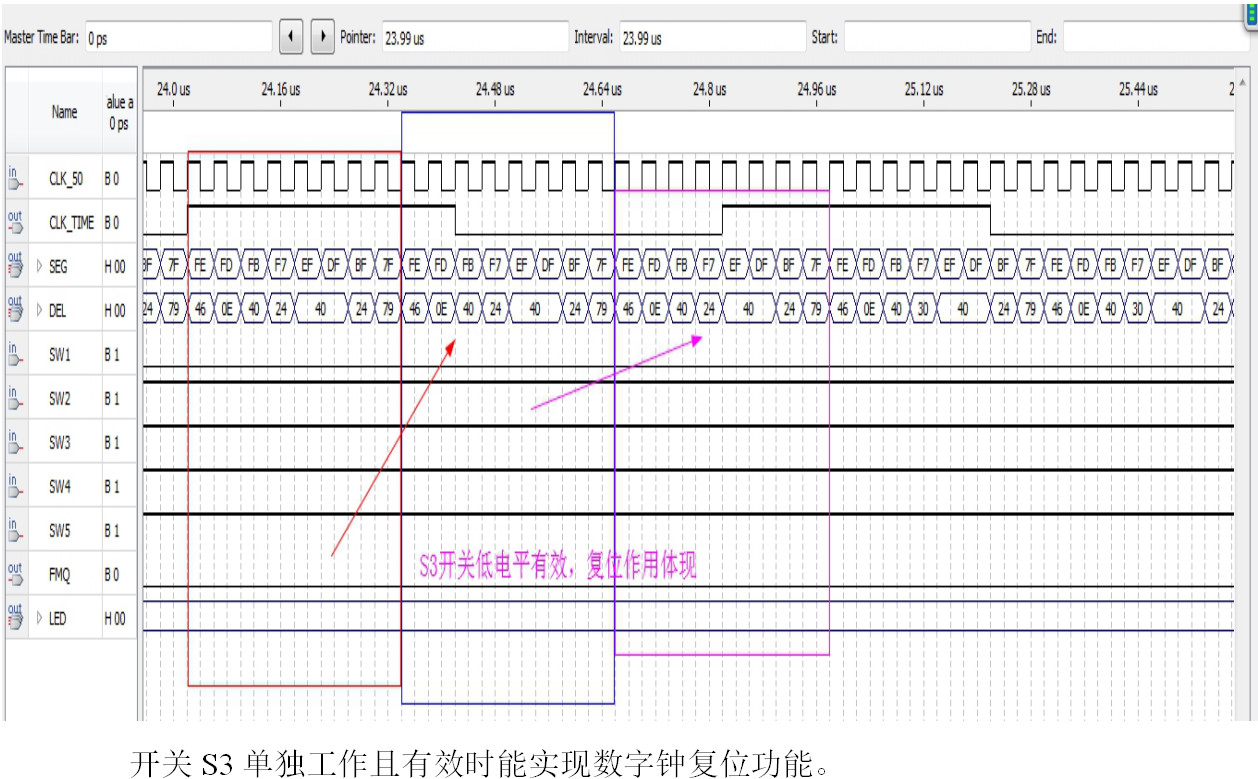 Master Time Bar: 0 ps Pointer: 23.99 us Interval: 23.99 us Start: End:
Name alue a 0 ps
24.0 us 24.16 us 24.32 us 24.48 us 24.64 us 24.8 us 24.96 us 25.12 us 25.28 us 25.44 us 2
in CLK_50 B 0
out CLK_TIME B 0
out SEG H 00 BF 7F FE FD FB F7 EF DF BF 7F FE FD FB F7 EF DF BF 7F FE FD FB F7 EF DF BF 7F FE FD FB F7 EF DF BF 7F FE FD FB F7 EF DF BF
out DEL H 00 24 79 46 0E 40 24 40 24 79 46 0E 40 24 40 24 79 46 0E 40 24 40 24 79 46 0E 40 30 40 24 79 46 0E 40 30 40 24
in SW1 B 1
in SW2 B 1
in SW3 B 1
in SW4 B 1
in SW5 B 1
S3开关低电平有效，复位作用体现
out FMQ B 0
out LED H 00
开关 S3 单独工作且有效时能实现数字钟复位功能。